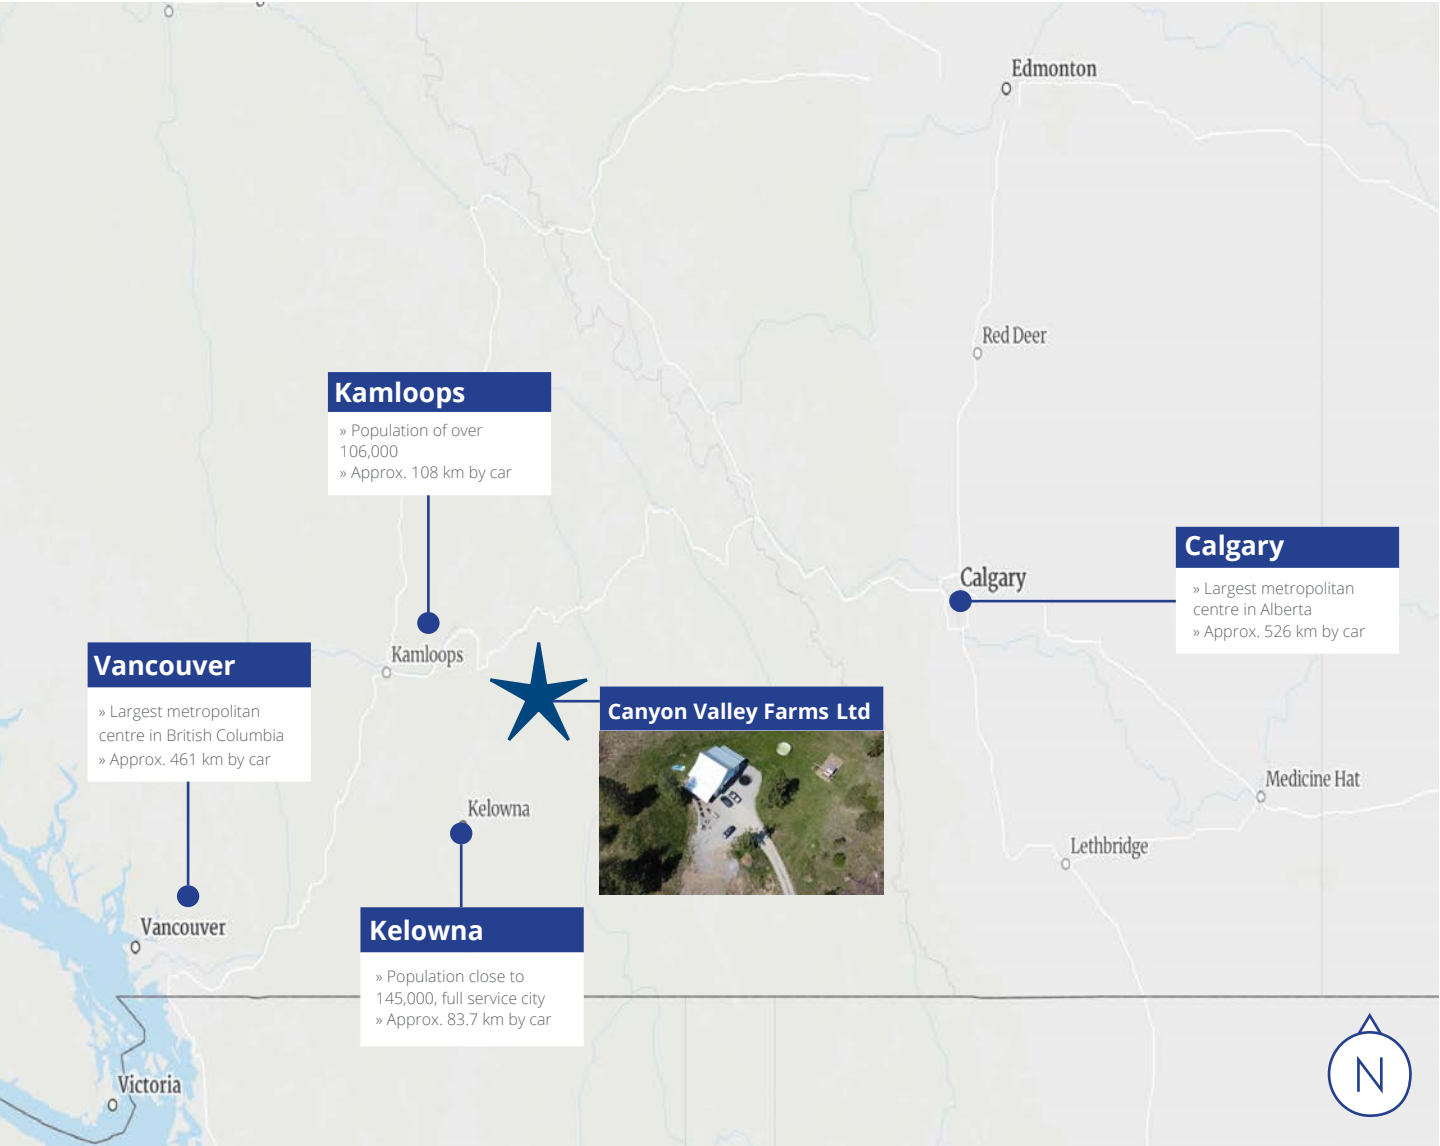 Edmonton
Red Deer
Kamloops
» Population of over
106,000
» Approx. 108 km by car
Calgary
» Largest metropolitan
centre in Alberta
» Approx. 526 km by car
Calgary
Kamloops
Vancouver
» Largest metropolitan
centre in British Columbia
» Approx. 461 km by car
Canyon Valley Farms Ltd
Medicine Hat
Kelowna
Lethbridge
Vancouver
Kelowna
» Population close to
145,000, full service city
» Approx. 83.7 km by car
N
Victoria